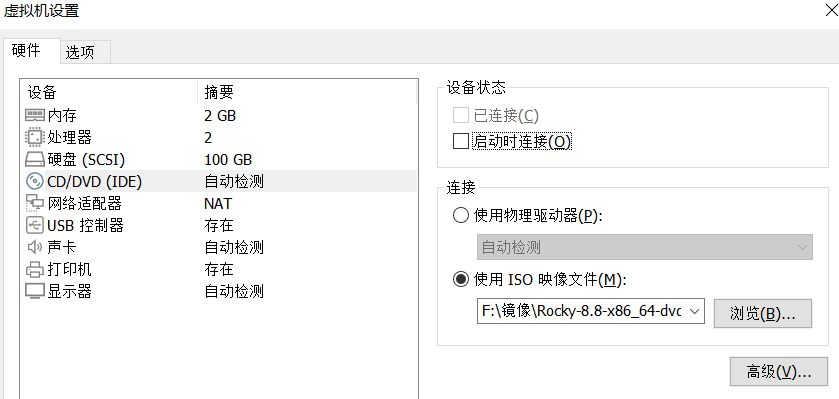 虚拟机设置
硬件 选项
设备 摘要
内存 2 GB
处理器 2
硬盘 (SCSI) 100 GB
CD/DVD (IDE) 自动检测
网络适配器 NAT
USB 控制器 存在
声卡 自动检测
打印机 存在
显示器 自动检测
设备状态
已连接(C)
启动时连接(O)
连接
使用物理驱动器(P):
自动检测
使用 ISO 映像文件(M):
F:\镜像\Rocky-8.8-x86_64-dvd
浏览(B)...
高级(V)...